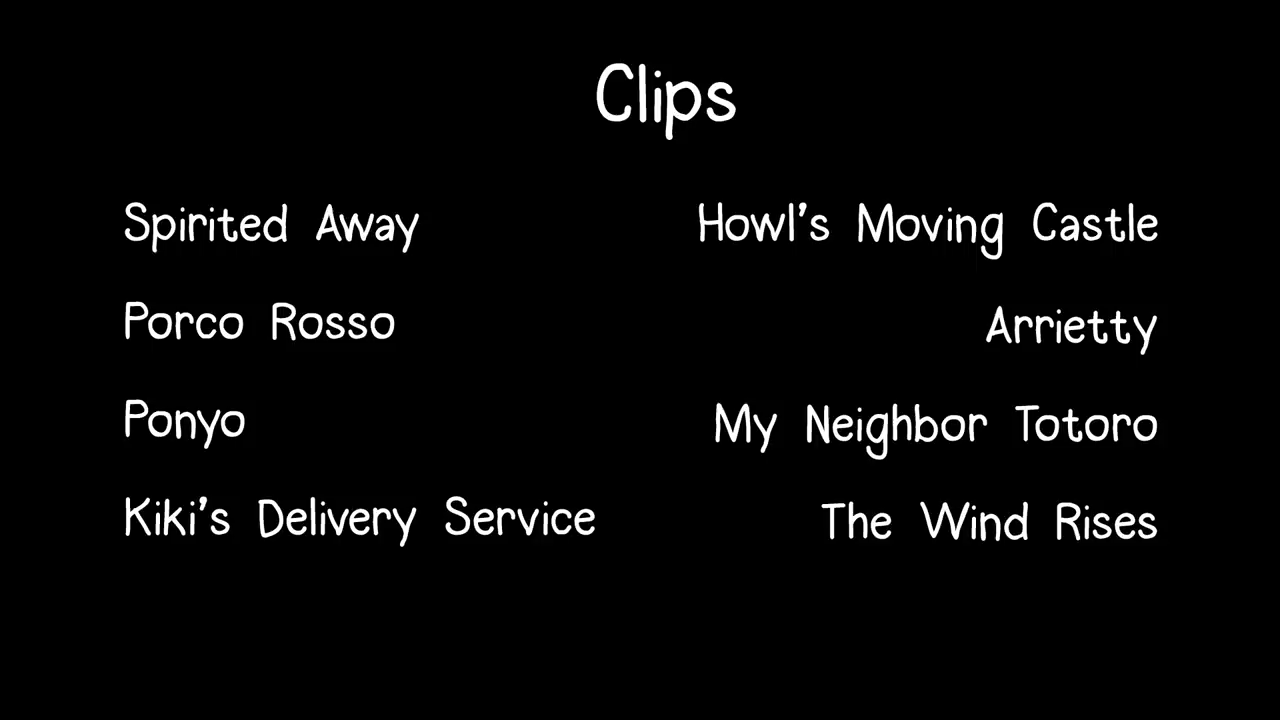 Clips
Spirited Away
Howl's Moving Castle
Porco Rosso
Arrietty
Ponyo
My Neighbor Totoro
Kiki's Delivery Service
The Wind Rises